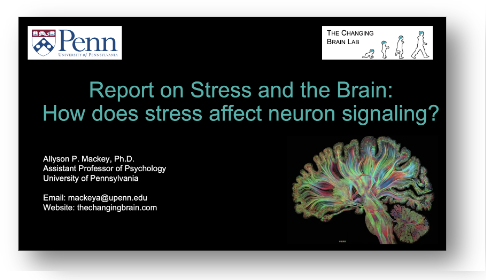 Penn
UNIVERSITY OF PENNSYLVANIA
THE CHANGING
BRAIN LAB
Report on Stress and the Brain:
How does stress affect neuron signaling?
Allyson P. Mackey, Ph.D.
Assistant Professor of Psychology
University of Pennsylvania
Email: mackeya@upenn.edu
Website: thechangingbrain.com